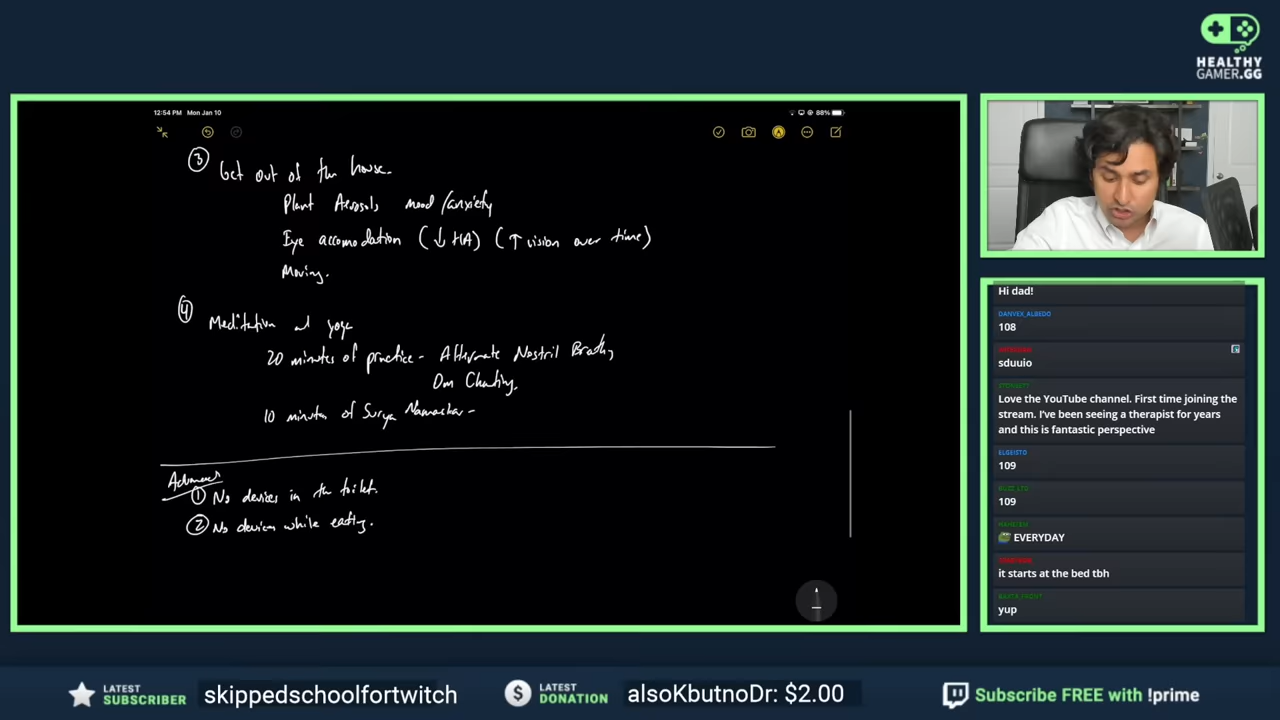 HEALTHY
GAMER.GG
12:54 PM Mon Jan 10
88%
③ Get out of the house.
Plant Aerosols mood/anxiety
Eye accomodation (↓ HA) (↑ vision over time)
Moving.
④ Meditation and yoga
20 minutes of practice - Alternate Nostril Breath,
Om Chanting.
10 minutes of Surya Namaskar -
Advanced
① No devices in the toilet.
② No devices while eating.
Hi dad!
DANVEX_ALBEDO
108
sduuio
Love the YouTube channel. First time joining the
stream. I've been seeing a therapist for years
and this is fantastic perspective
109
109
EVERYDAY
it starts at the bed tbh
yup
LATEST
SUBSCRIBER
skippedschoolfortwitch
$
LATEST
DONATION
alsoKbutnoDr: $2.00
Subscribe FREE with !prime